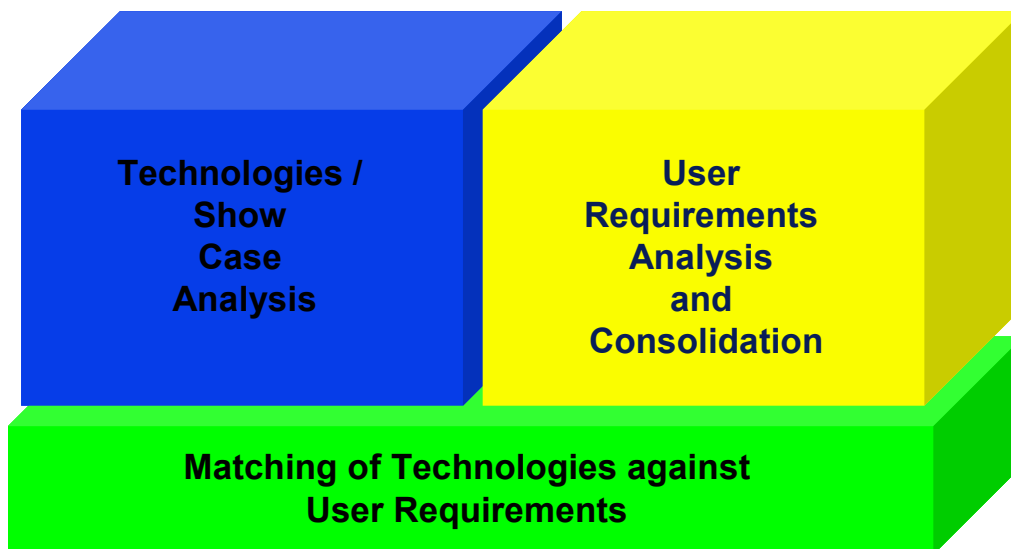 Technologies /
Show
Case
Analysis
User
Requirements
Analysis
and
Consolidation
Matching of Technologies against
User Requirements